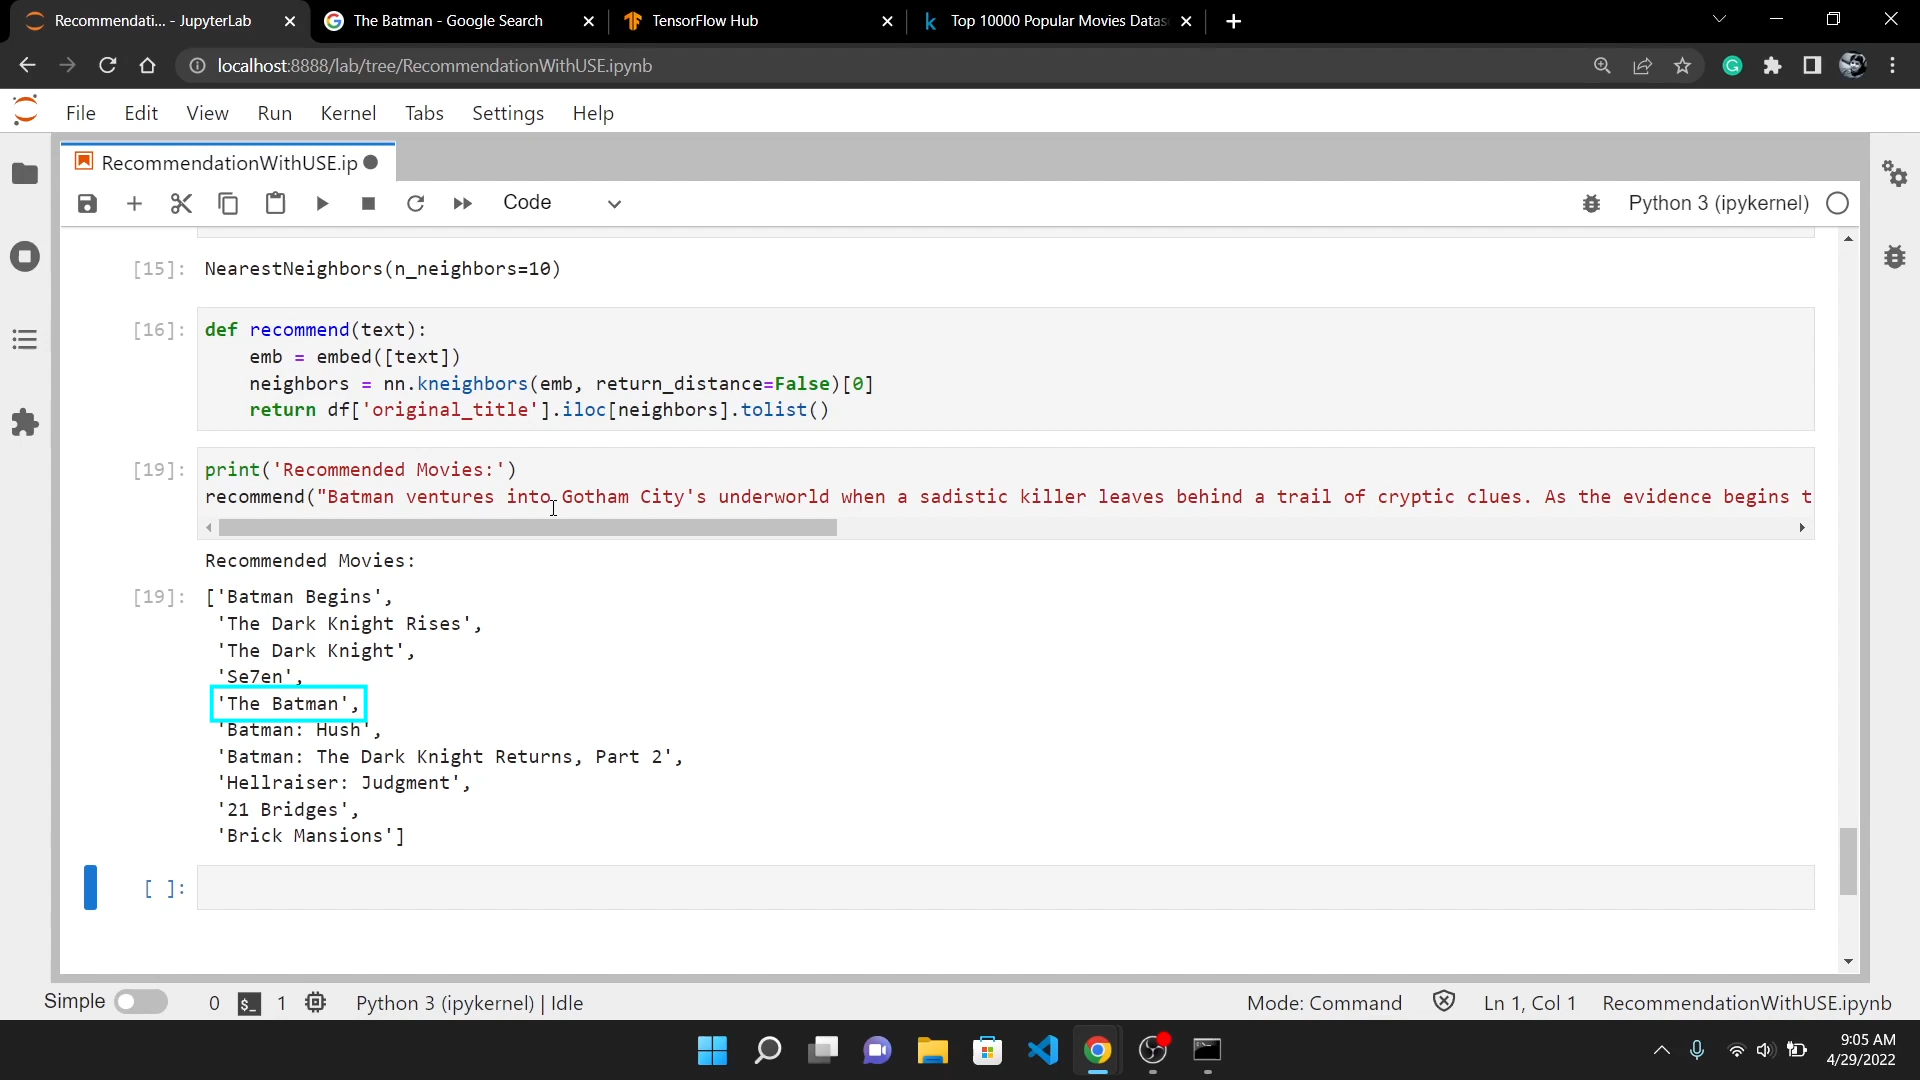 Recommendati... - JupyterLab
The Batman - Google Search
TensorFlow Hub
Top 10000 Popular Movies Datas
localhost:8888/lab/tree/RecommendationWithUSE.ipynb
File Edit View Run Kernel Tabs Settings Help
RecommendationWithUSE.ip
Code
Python 3 (ipykernel)
[15]: NearestNeighbors(n_neighbors=10)
[16]: def recommend(text):
emb = embed([text])
neighbors = nn.kneighbors(emb, return_distance=False)[0]
return df['original_title'].iloc[neighbors].tolist()
[19]: print('Recommended Movies:')
recommend("Batman ventures into Gotham City's underworld when a sadistic killer leaves behind a trail of cryptic clues. As the evidence begins t
Recommended Movies:
[19]: ['Batman Begins',
'The Dark Knight Rises',
'The Dark Knight',
'Se7en',
'The Batman',
'Batman: Hush',
'Batman: The Dark Knight Returns, Part 2',
'Hellraiser: Judgment',
'21 Bridges',
'Brick Mansions']
[ ]:
Simple 0 $_ 1 Python 3 (ipykernel) | Idle Mode: Command Ln 1, Col 1 RecommendationWithUSE.ipynb
9:05 AM
4/29/2022